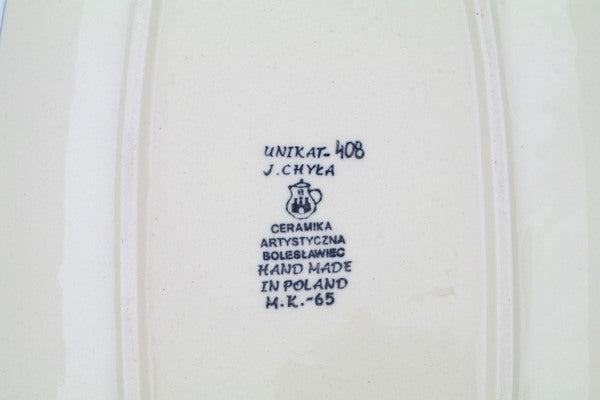 UNIKAT-408
J.CHYŁA
B
CERAMIKA
ARTYSTYCZNA
BOLESŁAWIEC
HAND MADE
IN POLAND
M.K.-65